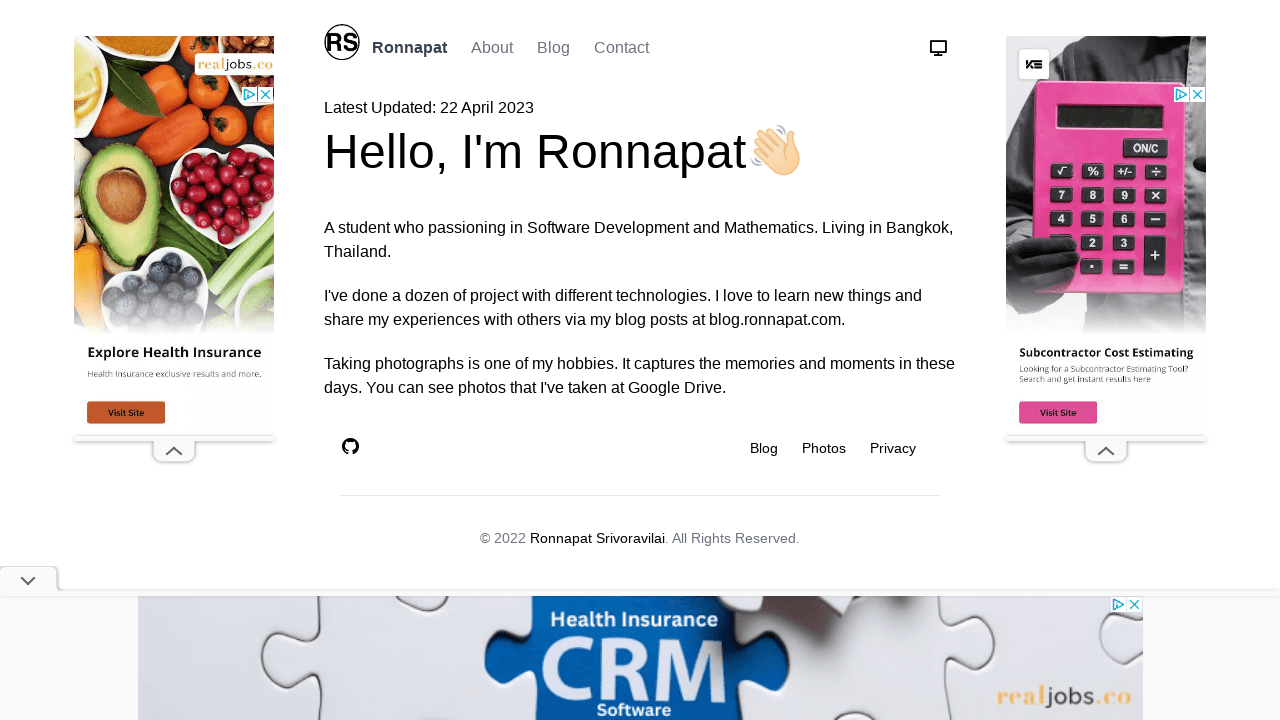 RS
Ronnapat About Blog Contact
Latest Updated: 22 April 2023
Hello, I'm Ronnapat👋🏻
A student who passioning in Software Development and Mathematics. Living in Bangkok,
Thailand.
I've done a dozen of project with different technologies. I love to learn new things and
share my experiences with others via my blog posts at blog.ronnapat.com.
Taking photographs is one of my hobbies. It captures the memories and moments in these
days. You can see photos that I've taken at Google Drive.
Blog Photos Privacy
© 2022 Ronnapat Srivoravilai. All Rights Reserved.
realjobs.co
Explore Health Insurance
Health Insurance exclusive results and more.
Visit Site
KE
ON/C
√ % +/- ÷
7 8 9 ×
4 5 6 −
2 3 +
• =
Subcontractor Cost Estimating
Looking for a Subcontractor Estimating Tool?
Search and get instant results here
Visit Site
Health Insurance
CRM
Software
realjobs.co